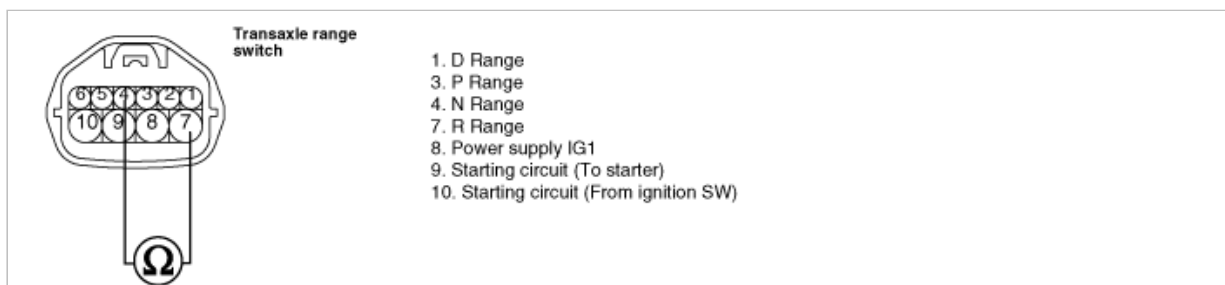 Transaxle range
switch
1. D Range
3. P Range
4. N Range
7. R Range
8. Power supply IG1
9. Starting circuit (To starter)
10. Starting circuit (From ignition SW)
6 5 4 3 2 1
10 9 8 7
Ω